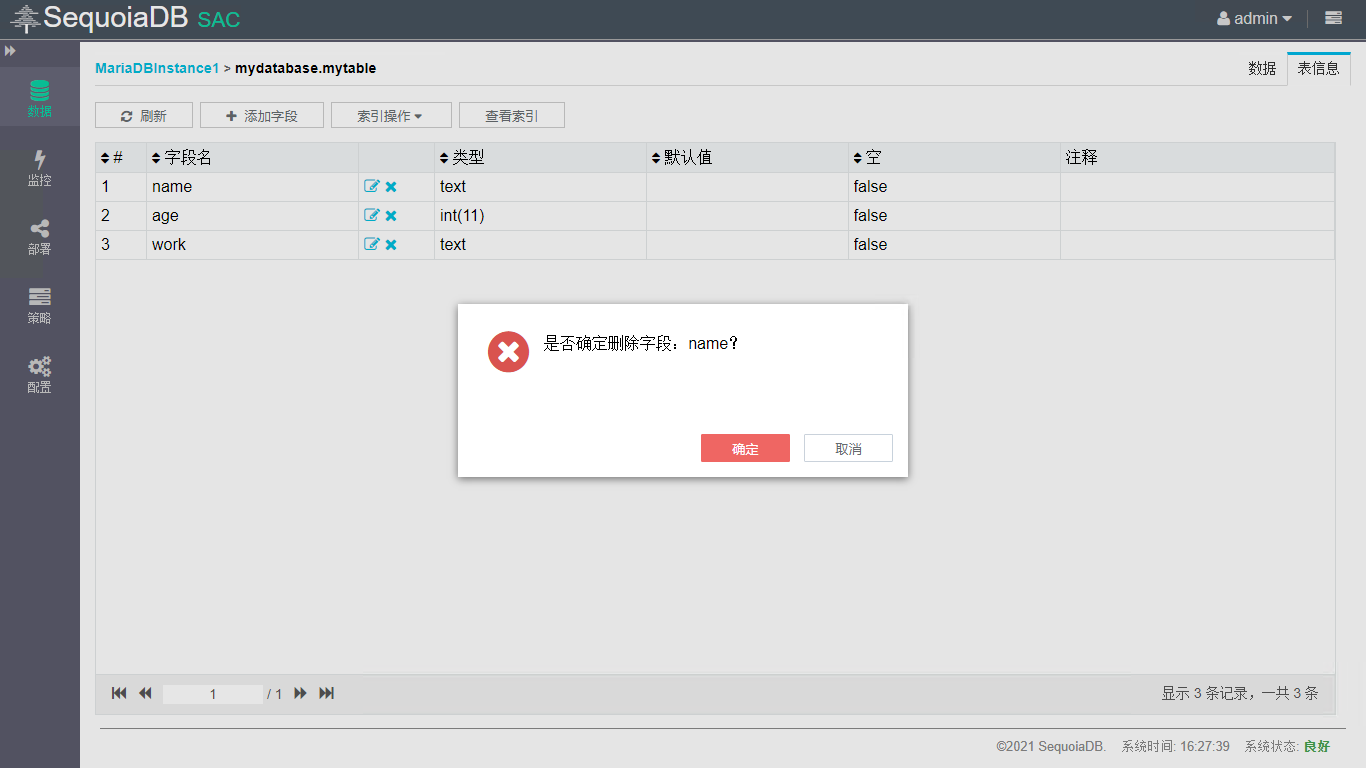 SequoiaDB SAC
admin
数据
监控
部署
策略
配置
MariaDBInstance1 > mydatabase.mytable
数据 表信息
刷新 添加字段 索引操作 查看索引
# 字段名 类型 默认值 空 注释
1 name text false
2 age int(11) false
3 work text false
是否确定删除字段：name？
确定 取消
1 / 1
显示 3 条记录，一共 3 条
©2021 SequoiaDB. 系统时间: 16:27:39 系统状态: 良好